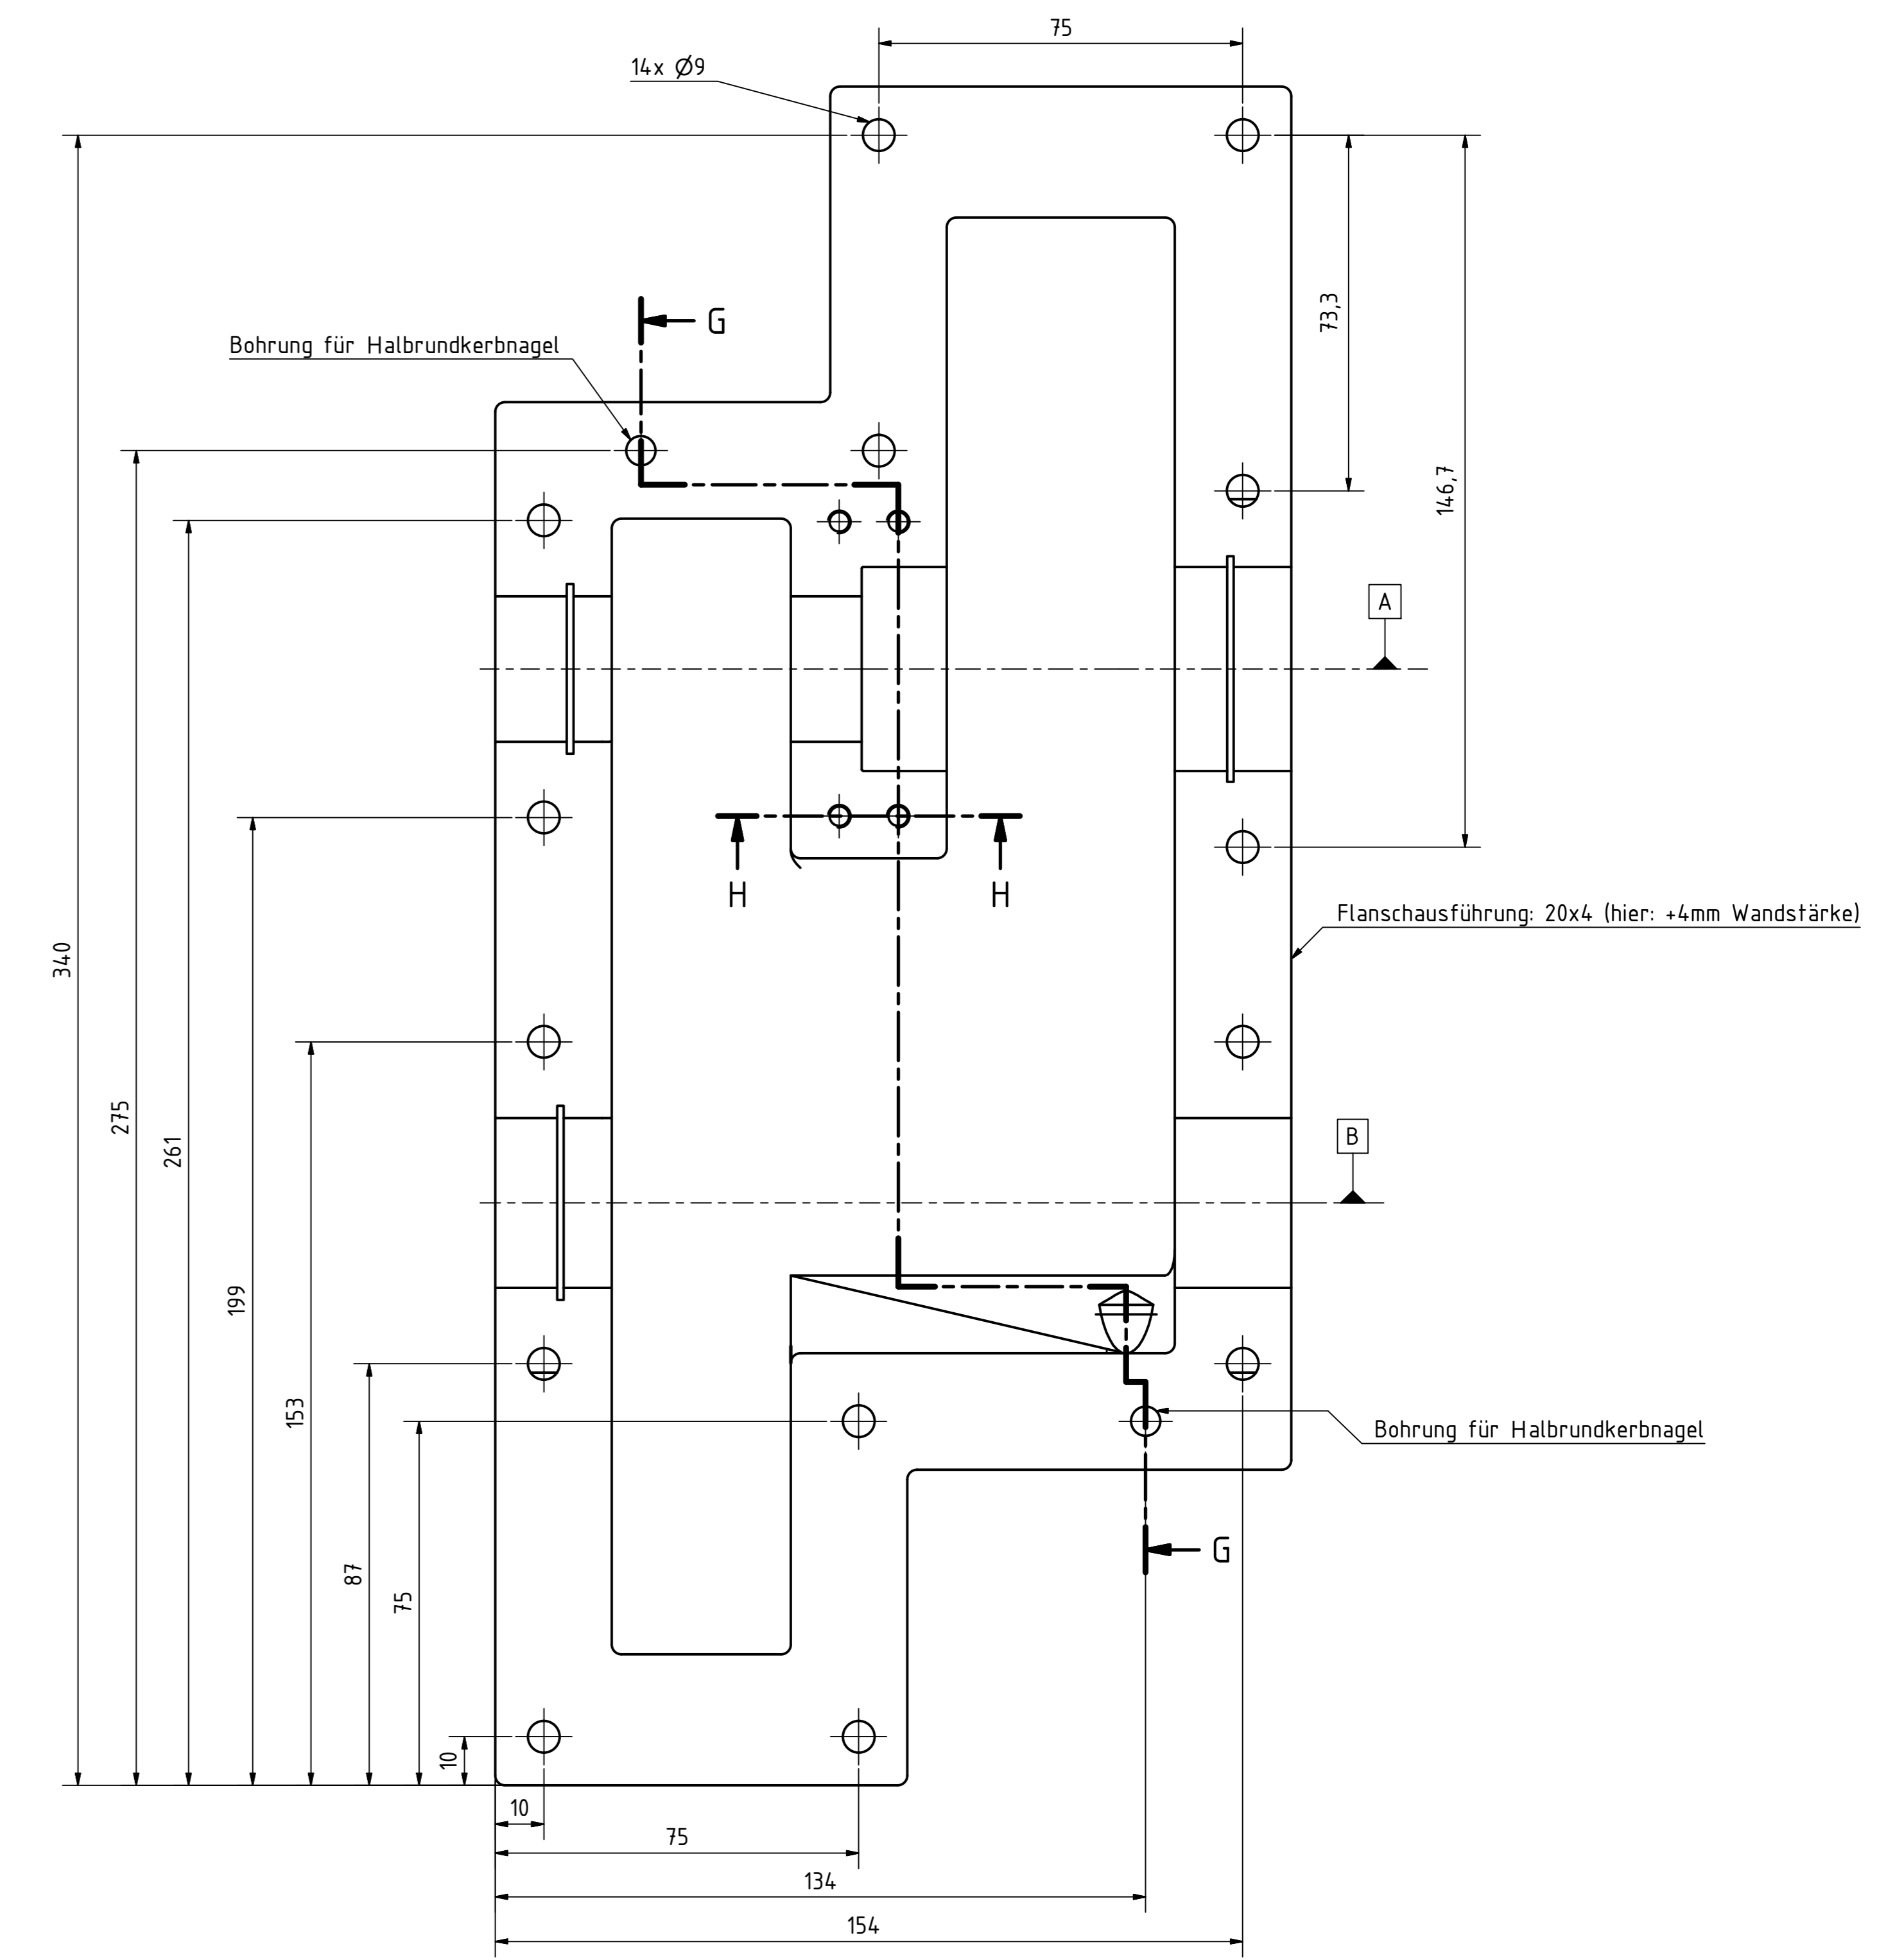 75
14x Ø9
73,3
G
Bohrung für Halbrundkerbnagel
146,7
A
H
H
Flanschausführung: 20x4 (hier: +4mm Wandstärke)
340
275
261
B
199
153
87
75
Bohrung für Halbrundkerbnagel
G
10
10
75
134
154